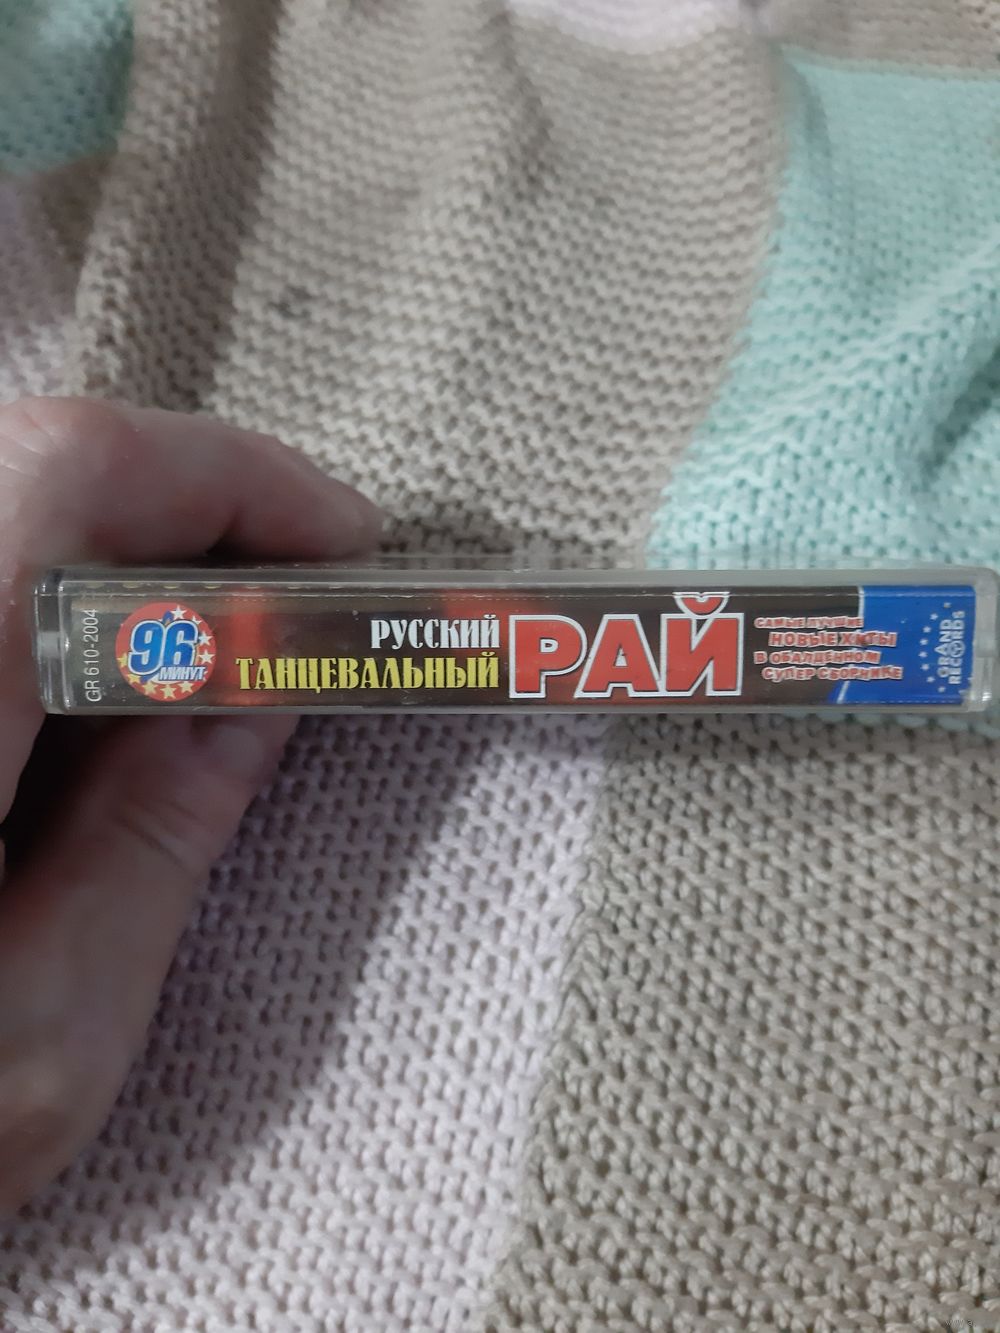 GR 610-2004
96
МИНУТ
РУССКИЙ
ТАНЦЕВАЛЬНЫЙ
РАЙ
САМЫЕ ЛУЧШИЕ
НОВЫЕ ХИТЫ
В ОБАЛДЕННОМ
СУПЕР СБОРНИКЕ
GRAND
RECORDS